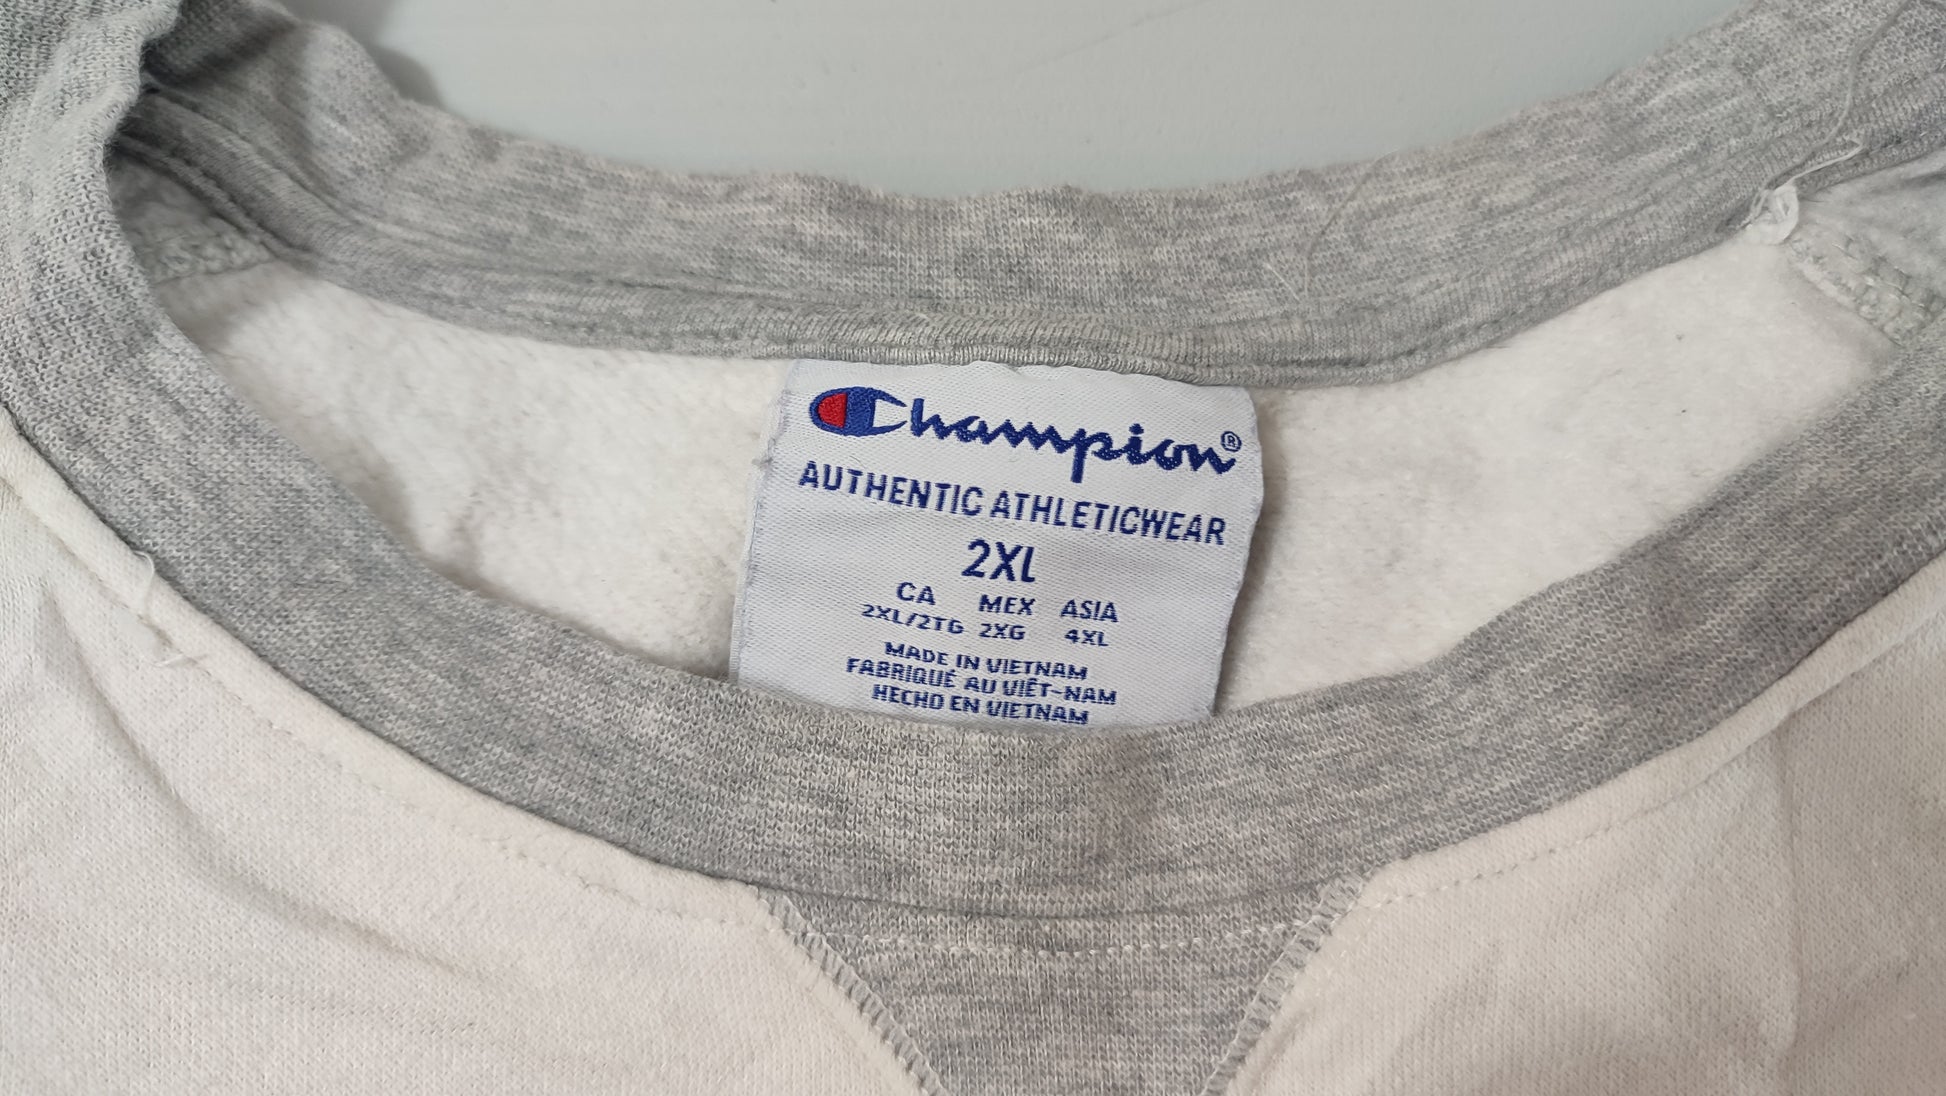 Champion®
AUTHENTIC ATHLETICWEAR
2XL
CA MEX ASIA
2XL/2TG 2XG 4XL
MADE IN VIETNAM
FABRIQUÉ AU VIÊT-NAM
HECHO EN VIETNAM